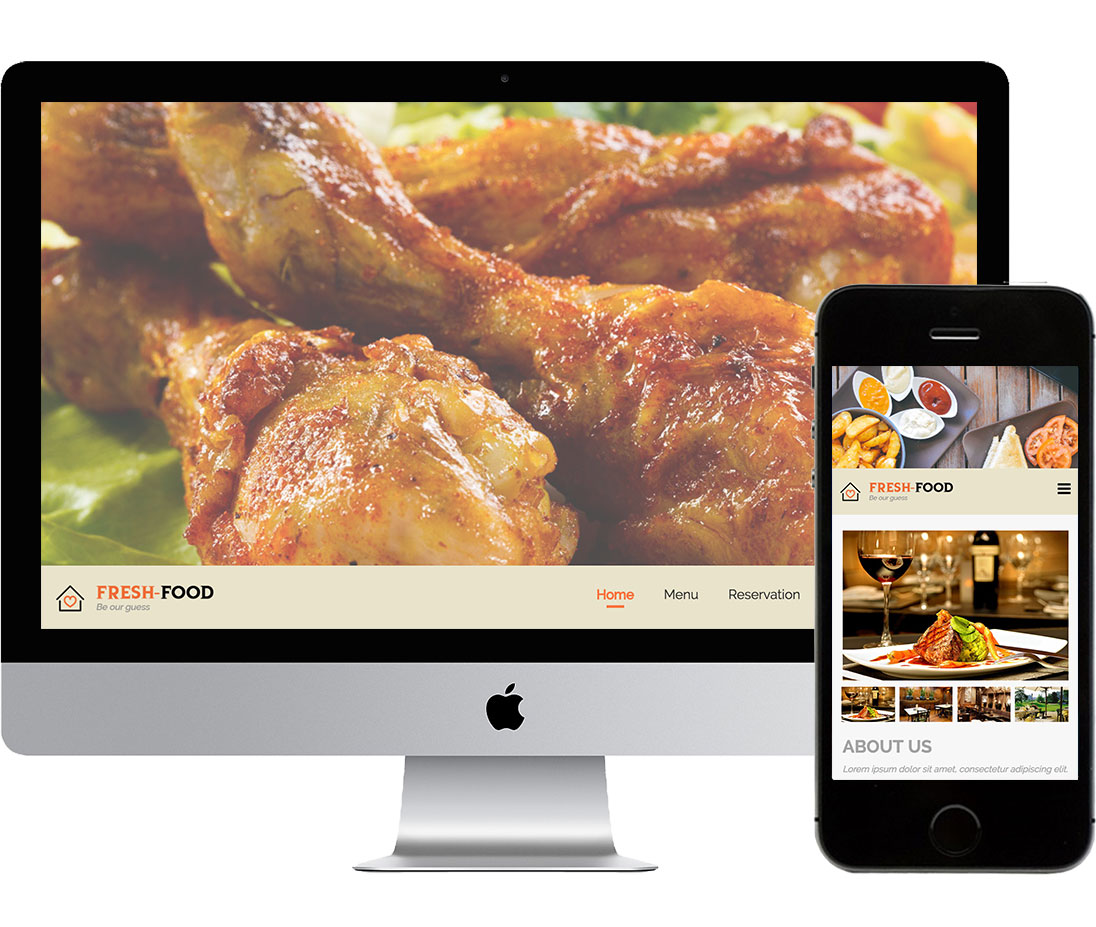 FRESH-FOOD
Be our guess
Home Menu Reservation
FRESH-FOOD
Be our guess
ABOUT US
Lorem ipsum dolor sit amet, consectetur adipiscing elit.